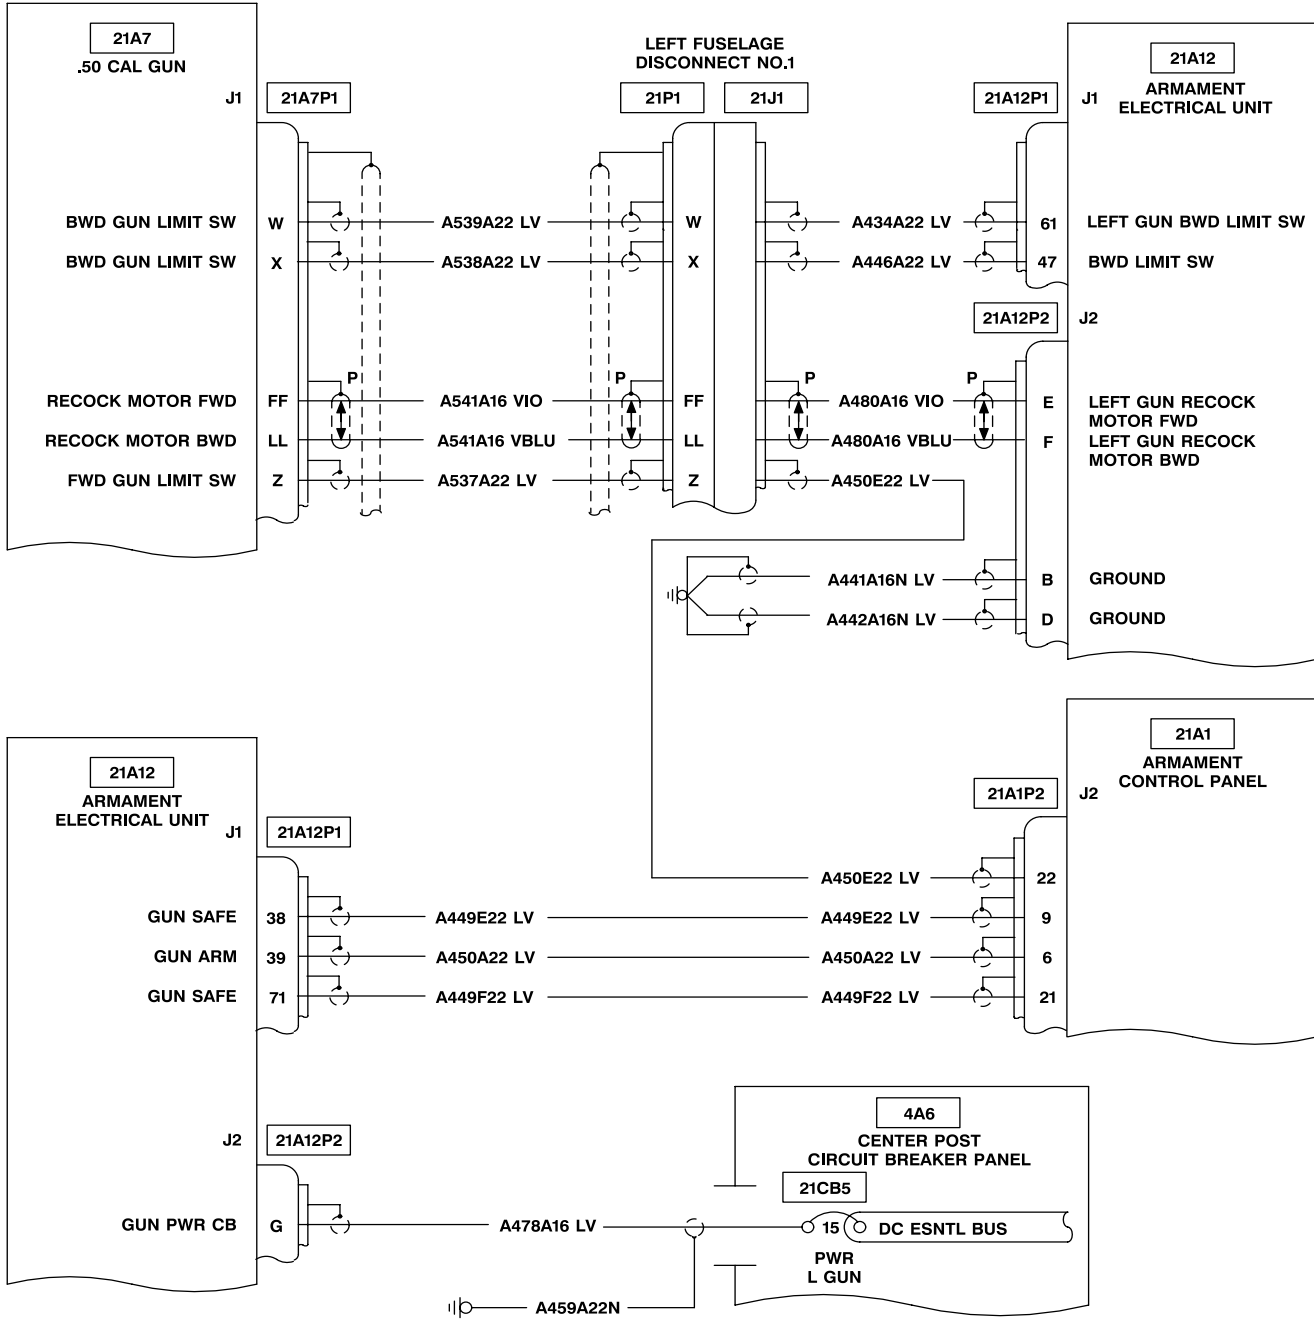 21A7
.50 CAL GUN
J1 21A7P1
LEFT FUSELAGE
DISCONNECT NO.1
21P1 21J1
21A12
ARMAMENT
ELECTRICAL UNIT
21A12P1 J1
BWD GUN LIMIT SW W A539A22 LV W A434A22 LV 61 LEFT GUN BWD LIMIT SW
BWD GUN LIMIT SW X A538A22 LV X A446A22 LV 47 BWD LIMIT SW
21A12P2 J2
P P P P
RECOCK MOTOR FWD FF A541A16 VIO FF A480A16 VIO E LEFT GUN RECOCK
MOTOR FWD
RECOCK MOTOR BWD LL A541A16 VBLU LL A480A16 VBLU F LEFT GUN RECOCK
MOTOR BWD
FWD GUN LIMIT SW Z A537A22 LV Z A450E22 LV
A441A16N LV B GROUND
A442A16N LV D GROUND
21A12
ARMAMENT
ELECTRICAL UNIT
J1 21A12P1
21A1
ARMAMENT
CONTROL PANEL
21A1P2 J2
A450E22 LV 22
GUN SAFE 38 A449E22 LV A449E22 LV 9
GUN ARM 39 A450A22 LV A450A22 LV 6
GUN SAFE 71 A449F22 LV A449F22 LV 21
J2 21A12P2
4A6
CENTER POST
CIRCUIT BREAKER PANEL
21CB5
GUN PWR CB G A478A16 LV 15 DC ESNTL BUS
PWR
L GUN
A459A22N